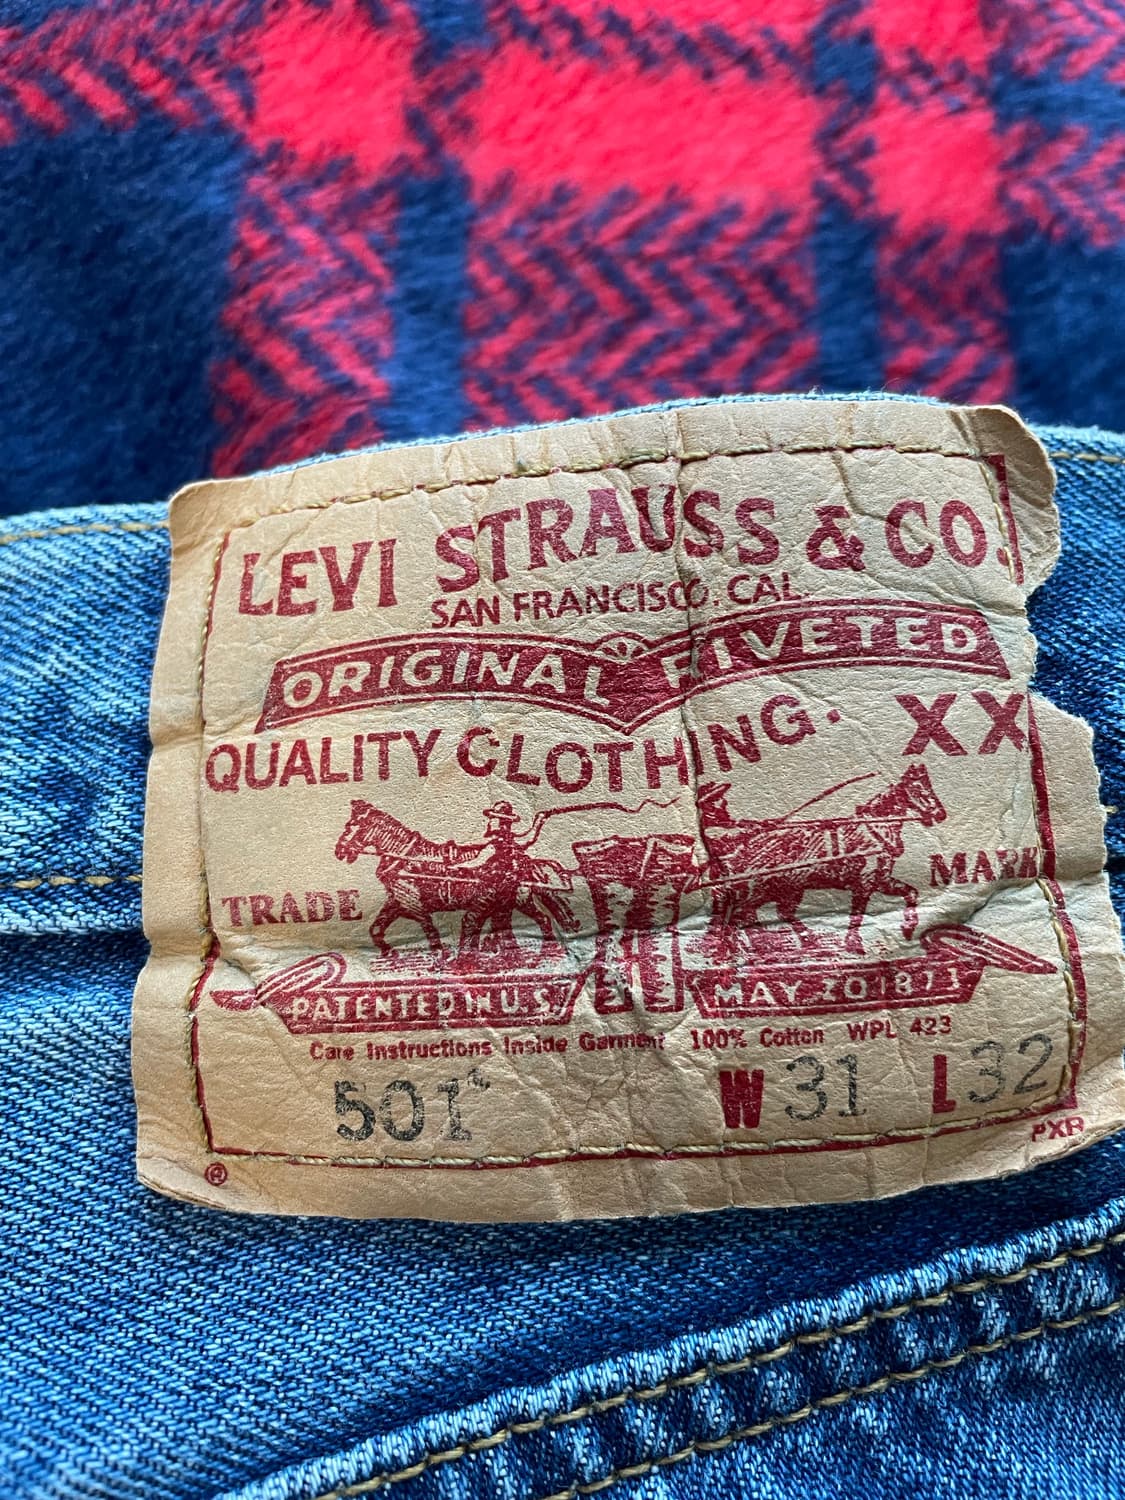 LEVI STRAUSS & CO.
SAN FRANCISCO. CAL.
ORIGINAL RIVETED
QUALITY CLOTHING. XX
TRADE MARK
PATENTED IN U.S. MAY 20 1873
Care Instructions Inside Garment 100% Cotton WPL 423
501 W 31 L 32
® PXR